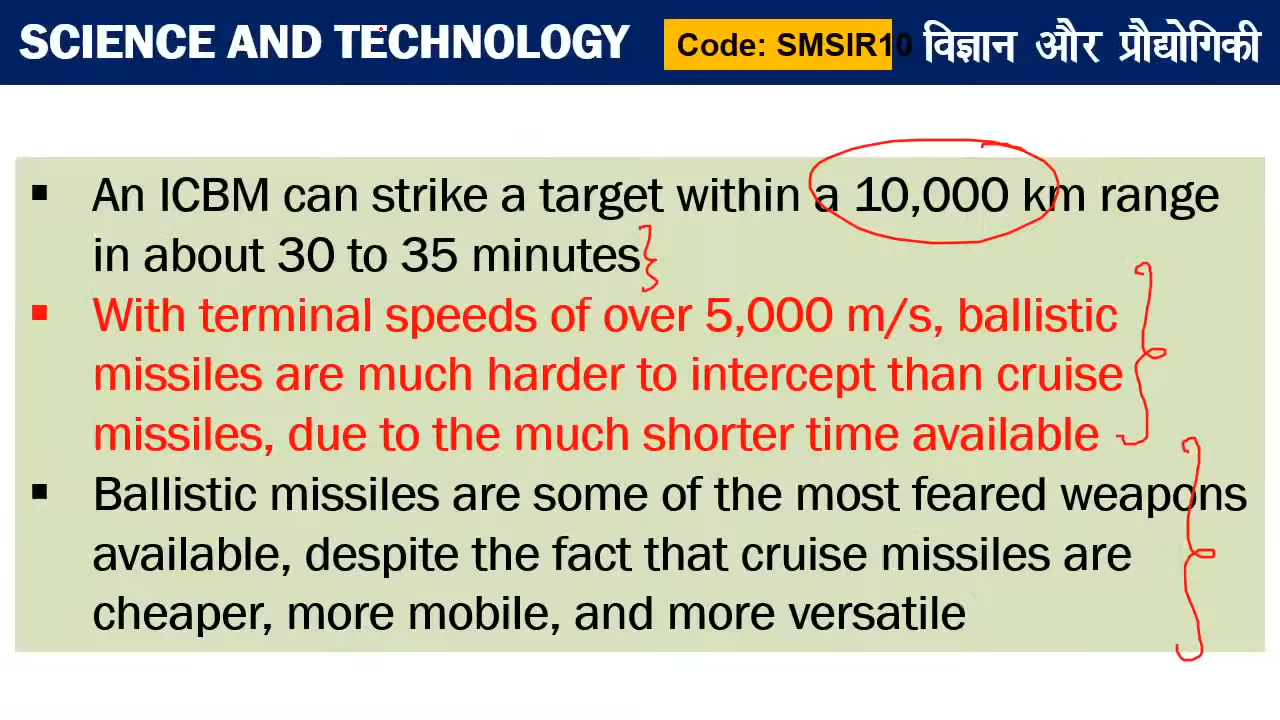 SCIENCE AND TECHNOLOGY
Code: SMSIR10
विज्ञान और प्रौद्योगिकी
▪ An ICBM can strike a target within a 10,000 km range
in about 30 to 35 minutes
▪ With terminal speeds of over 5,000 m/s, ballistic
missiles are much harder to intercept than cruise
missiles, due to the much shorter time available
▪ Ballistic missiles are some of the most feared weapons
available, despite the fact that cruise missiles are
cheaper, more mobile, and more versatile